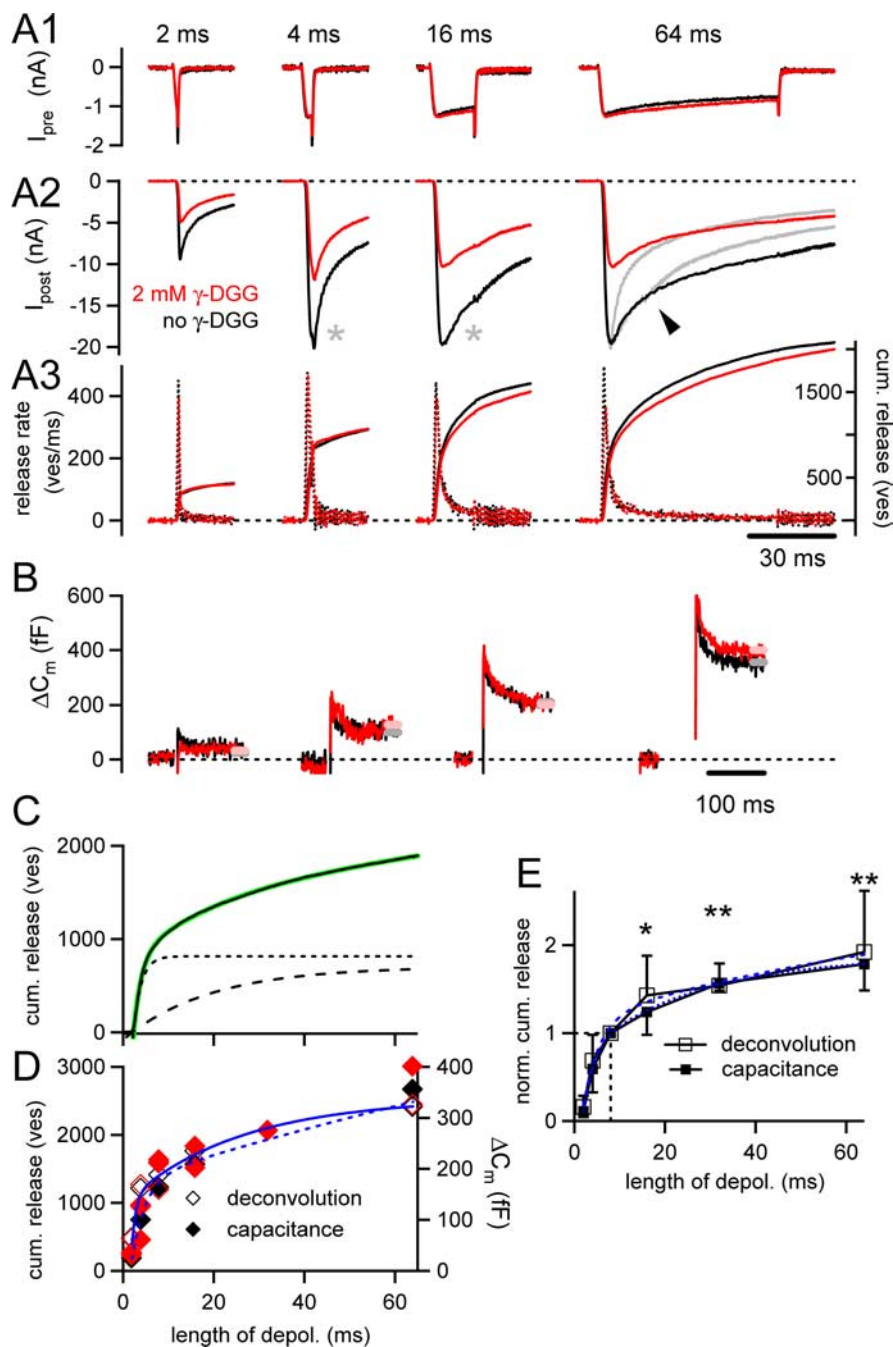 A1
2 ms 4 ms 16 ms 64 ms
I_pre (nA)
0
-1
-2
A2
I_post (nA)
0
-5
-10
-15
-20
2 mM γ-DGG
no γ-DGG
*
*
A3
release rate (ves/ms)
400
200
0
cum. release (ves)
1500
500
30 ms
B
ΔC_m (fF)
600
400
200
0
100 ms
C
cum. release (ves)
2000
1000
0
D
cum. release (ves)
3000
2000
1000
0
deconvolution
capacitance
400
300
200
100
0
ΔC_m (fF)
0 20 40 60
length of depol. (ms)
E
norm. cum. release
2
1
0
*
**
**
deconvolution
capacitance
0 20 40 60
length of depol. (ms)